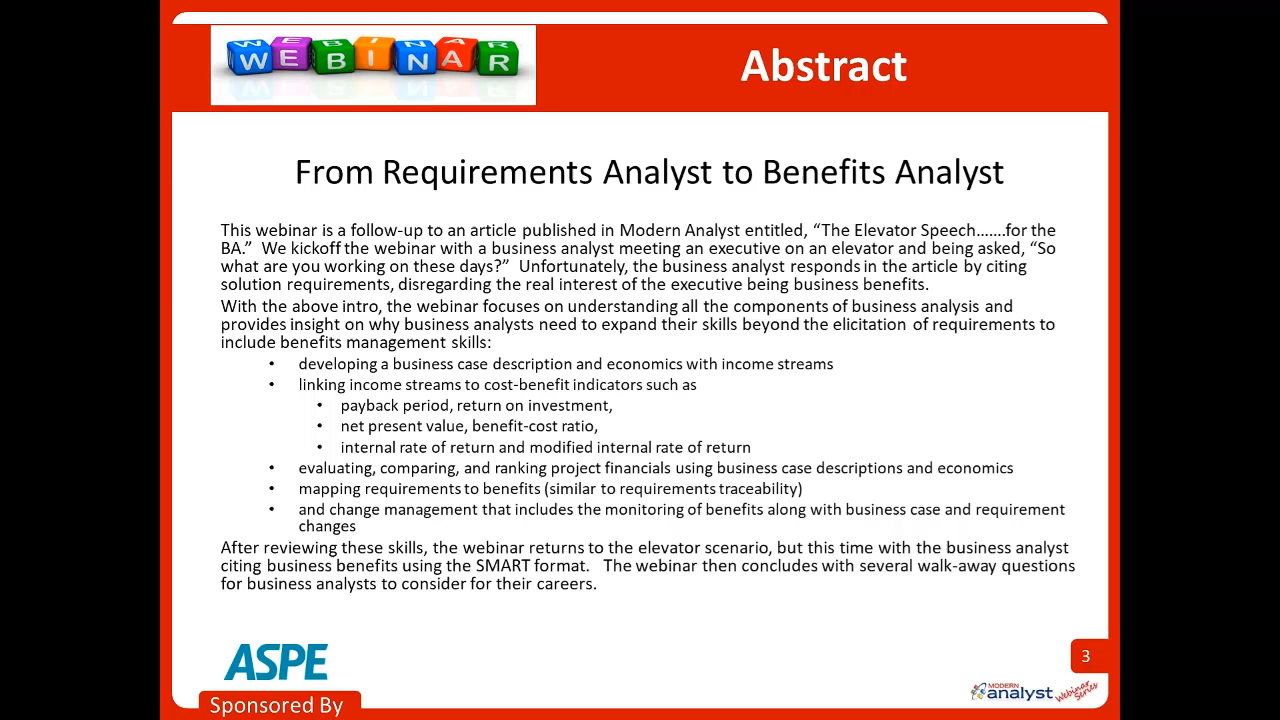 WEBINAR
Abstract
From Requirements Analyst to Benefits Analyst
This webinar is a follow-up to an article published in Modern Analyst entitled, “The Elevator Speech…….for the
BA.” We kickoff the webinar with a business analyst meeting an executive on an elevator and being asked, “So
what are you working on these days?” Unfortunately, the business analyst responds in the article by citing
solution requirements, disregarding the real interest of the executive being business benefits.
With the above intro, the webinar focuses on understanding all the components of business analysis and
provides insight on why business analysts need to expand their skills beyond the elicitation of requirements to
include benefits management skills:
• developing a business case description and economics with income streams
• linking income streams to cost-benefit indicators such as
• payback period, return on investment,
• net present value, benefit-cost ratio,
• internal rate of return and modified internal rate of return
• evaluating, comparing, and ranking project financials using business case descriptions and economics
• mapping requirements to benefits (similar to requirements traceability)
• and change management that includes the monitoring of benefits along with business case and requirement
changes
After reviewing these skills, the webinar returns to the elevator scenario, but this time with the business analyst
citing business benefits using the SMART format. The webinar then concludes with several walk-away questions
for business analysts to consider for their careers.
ASPE
3
MODERN
analyst Webinar Series
Sponsored By